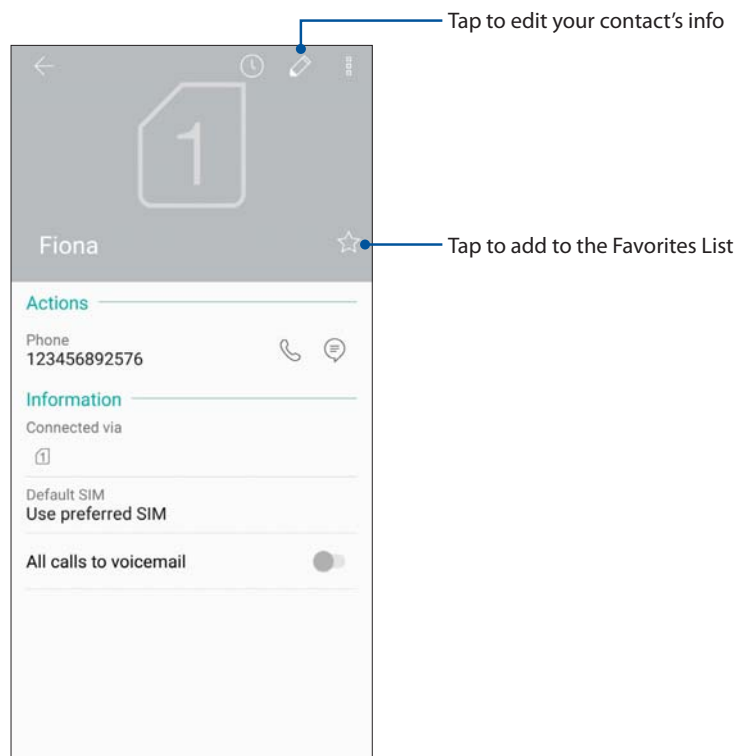 Tap to edit your contact’s info
1
Fiona
Tap to add to the Favorites List
Actions
Phone
123456892576
Information
Connected via
1
Default SIM
Use preferred SIM
All calls to voicemail